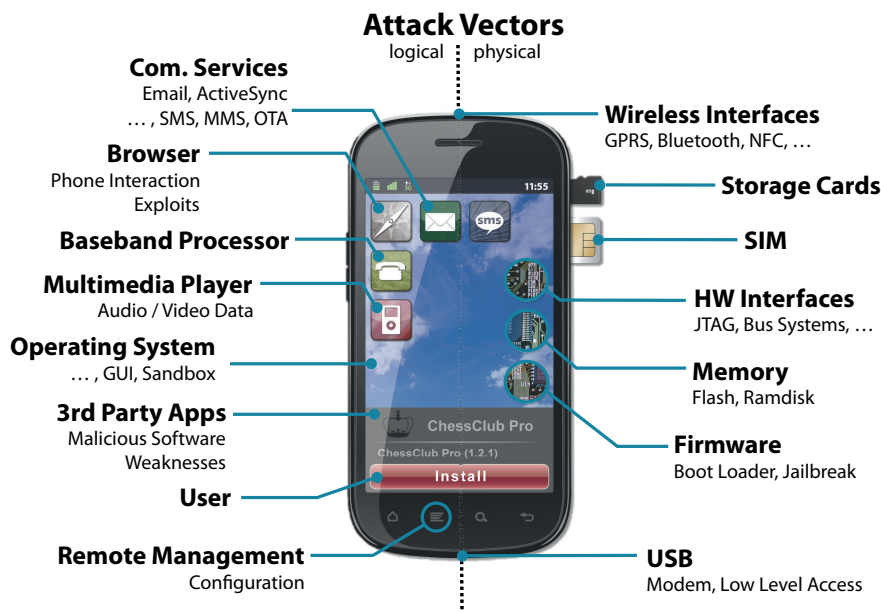 Attack Vectors
logical physical
Com. Services
Email, ActiveSync
… , SMS, MMS, OTA
Browser
Phone Interaction
Exploits
Baseband Processor
Multimedia Player
Audio / Video Data
Operating System
… , GUI, Sandbox
3rd Party Apps
Malicious Software
Weaknesses
User
Remote Management
Configuration
11:55
sms
ChessClub Pro
ChessClub Pro (1.2.1)
Install
Wireless Interfaces
GPRS, Bluetooth, NFC, …
Storage Cards
SIM
HW Interfaces
JTAG, Bus Systems, …
Memory
Flash, Ramdisk
Firmware
Boot Loader, Jailbreak
USB
Modem, Low Level Access